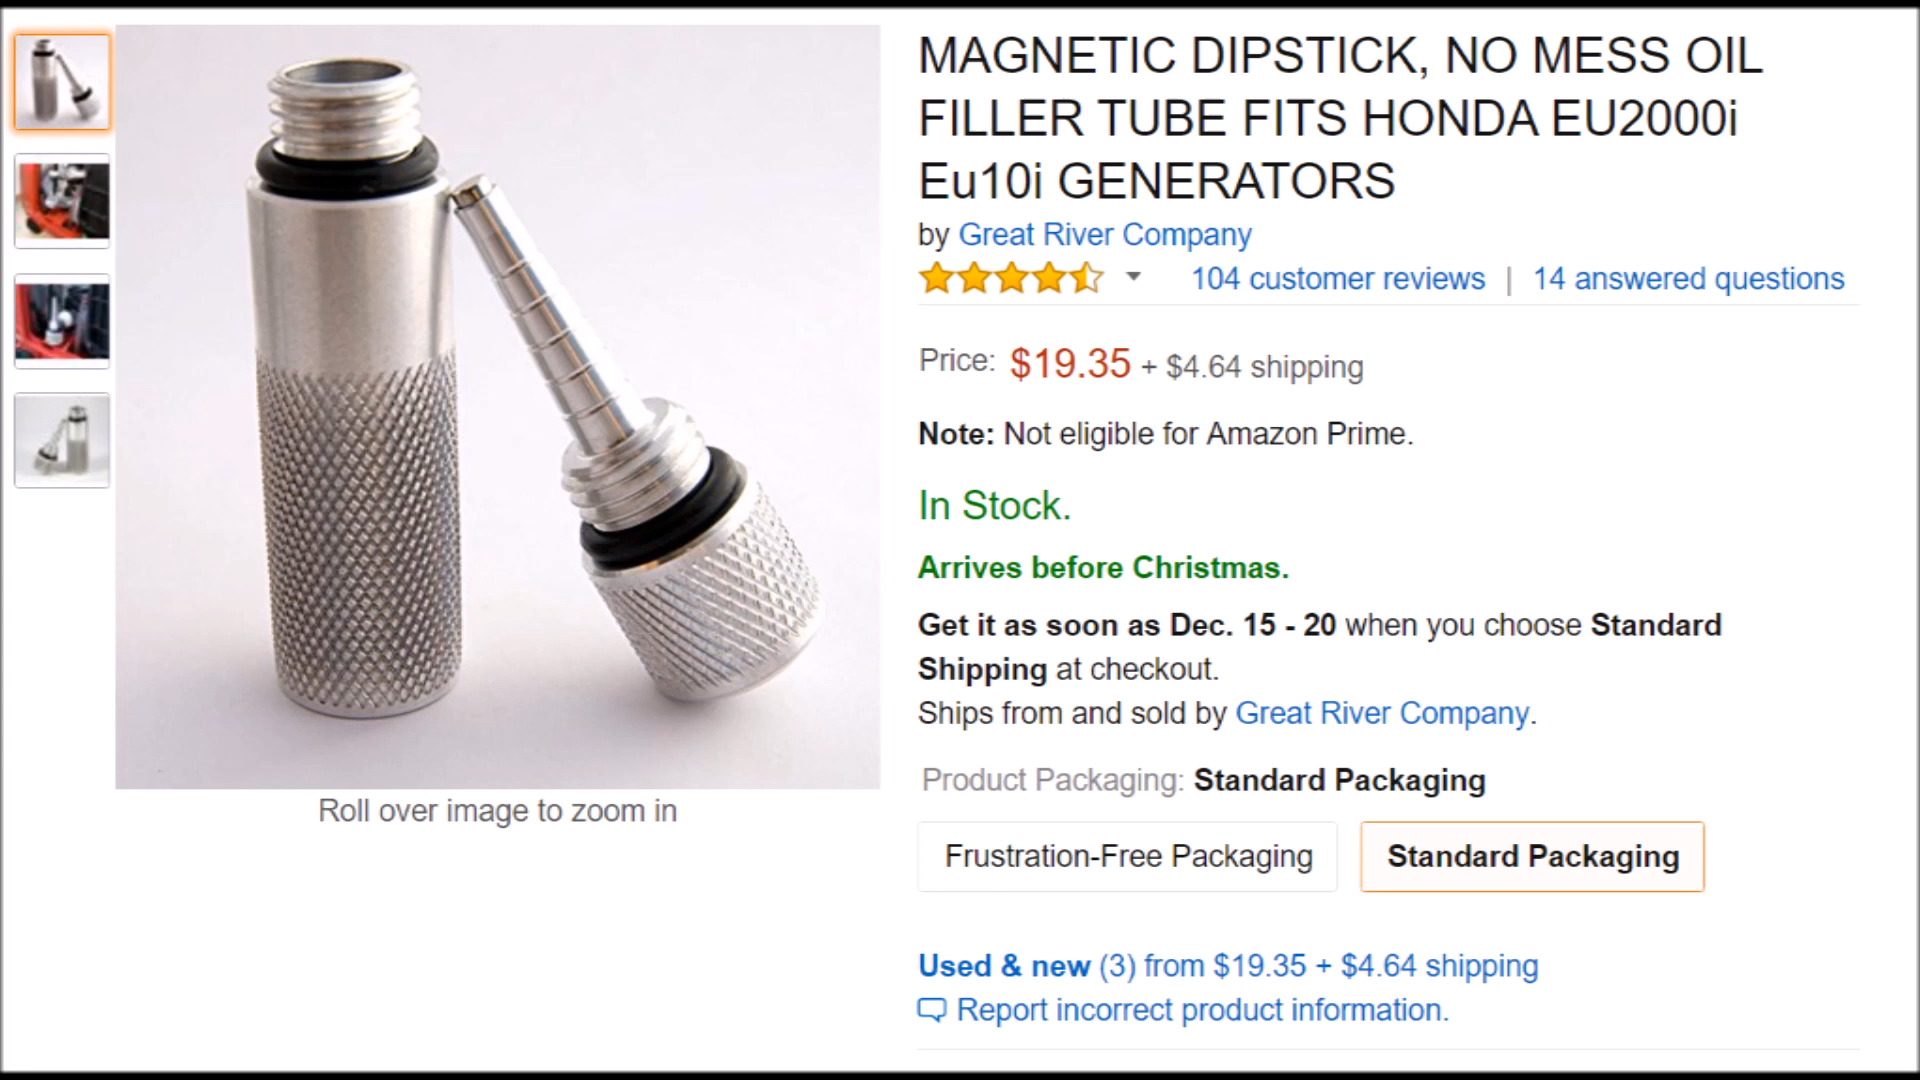 MAGNETIC DIPSTICK, NO MESS OIL
FILLER TUBE FITS HONDA EU2000i
Eu10i GENERATORS
by Great River Company
104 customer reviews | 14 answered questions
Price: $19.35 + $4.64 shipping
Note: Not eligible for Amazon Prime.
In Stock.
Arrives before Christmas.
Get it as soon as Dec. 15 - 20 when you choose Standard
Shipping at checkout.
Ships from and sold by Great River Company.
Product Packaging: Standard Packaging
Frustration-Free Packaging Standard Packaging
Used & new (3) from $19.35 + $4.64 shipping
Report incorrect product information.
Roll over image to zoom in